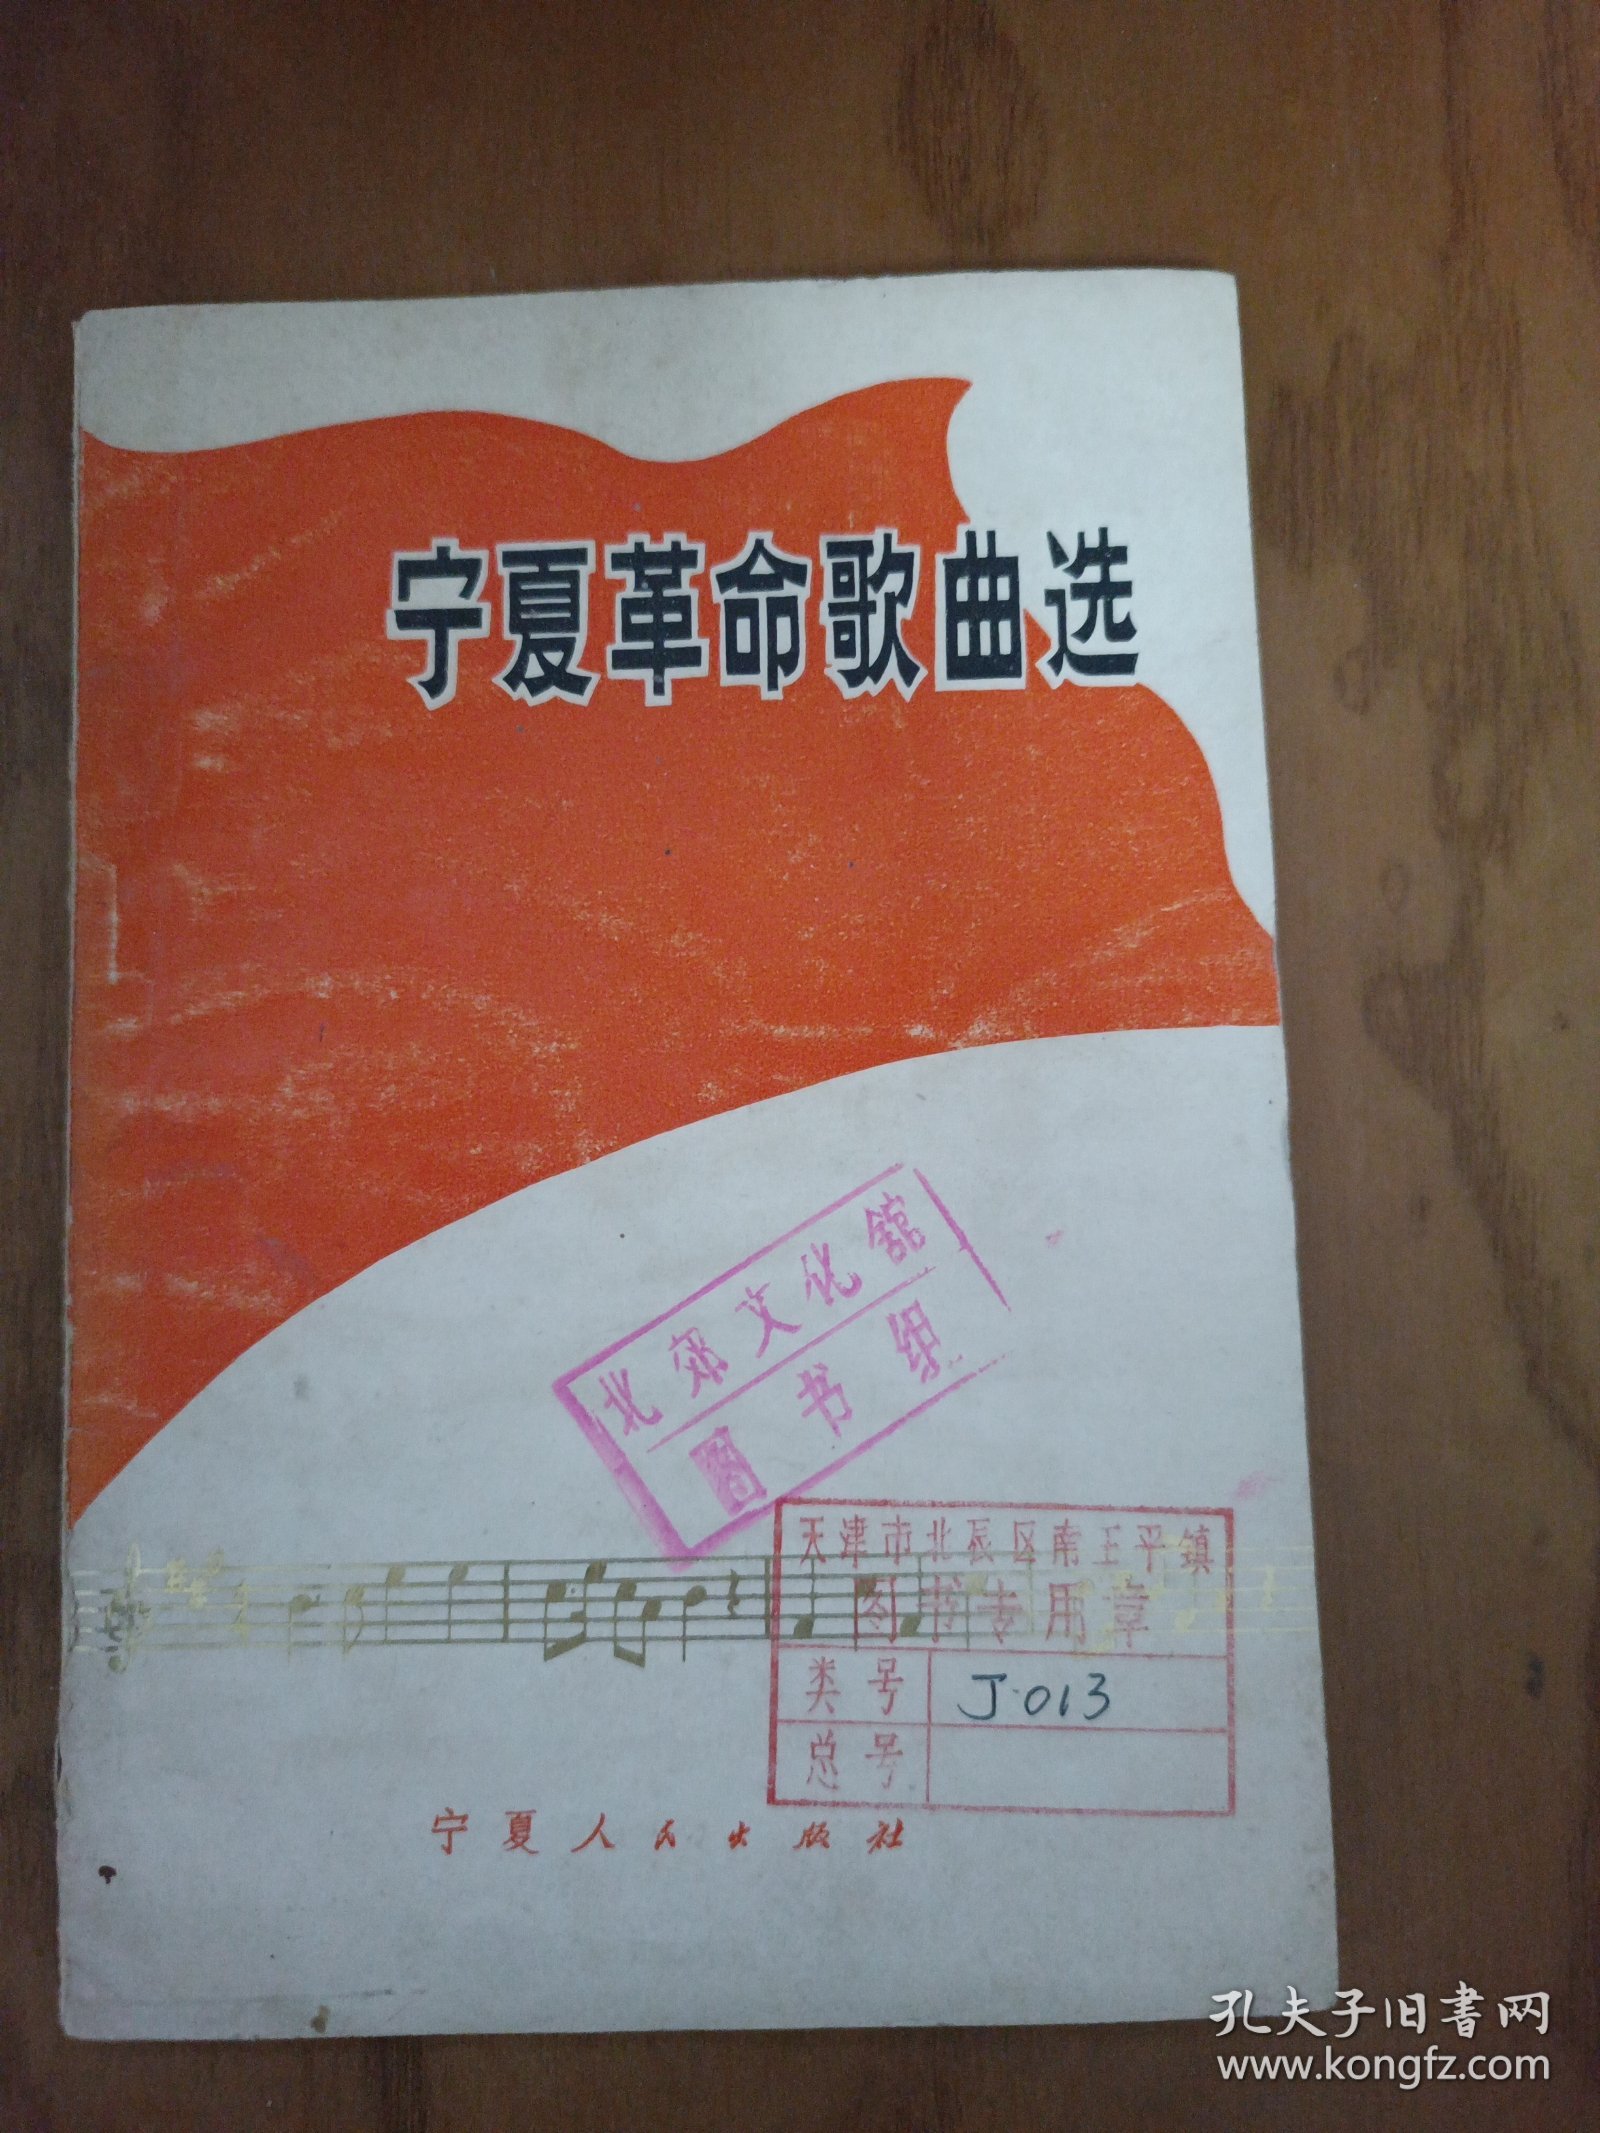 宁夏革命歌曲选
北郊文化馆
图书组
天津市北辰区南王平镇
图书专用章
类号 J·013
总号
宁夏人民出版社
孔夫子旧書网
www.kongfz.com